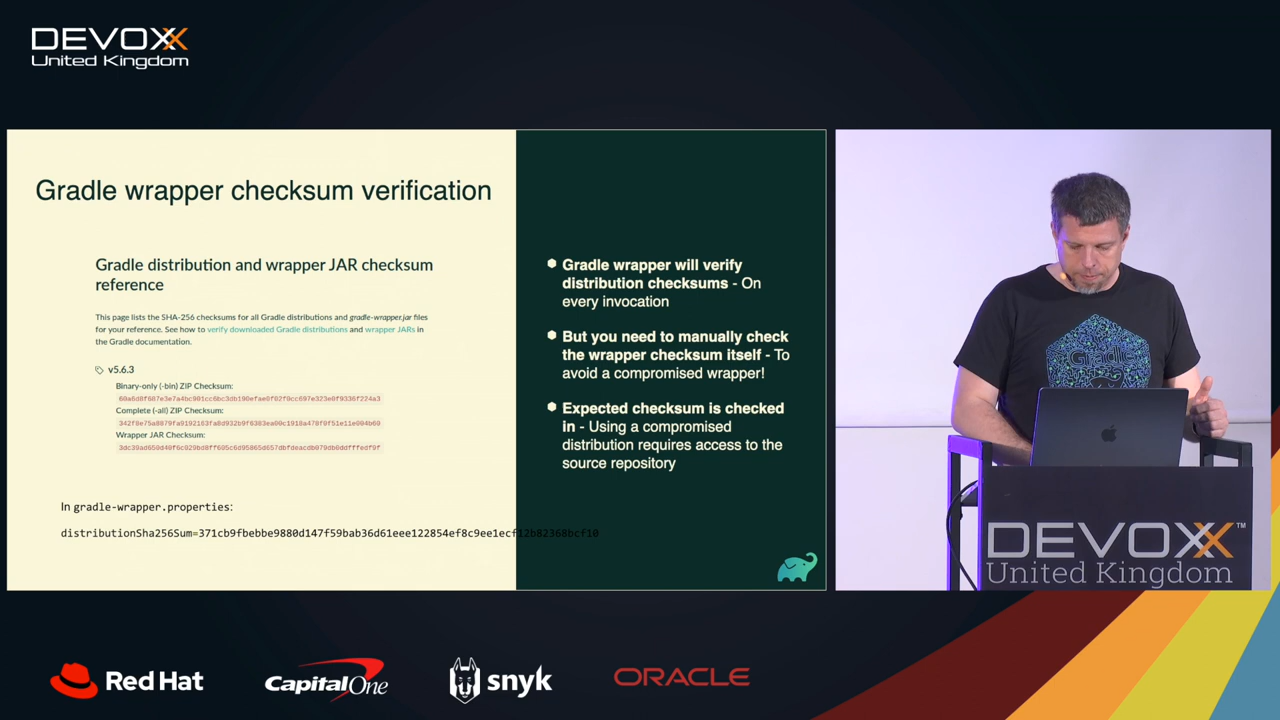 DEVOXX
United Kingdom
Gradle wrapper checksum verification
Gradle distribution and wrapper JAR checksum
reference
This page lists the SHA-256 checksums for all Gradle distributions and gradle-wrapper.jar files
for your reference. See how to verify downloaded Gradle distributions and wrapper JARs in
the Gradle documentation.
v5.6.3
Binary-only (-bin) ZIP Checksum:
Complete (-all) ZIP Checksum:
Wrapper JAR Checksum:
In gradle-wrapper.properties:
distributionSha256Sum=371cb9fbebbe9880d147f59bab36d61eee122854ef8c9ee1ecf12b82368bcf10
Gradle wrapper will verify
distribution checksums - On
every invocation
But you need to manually check
the wrapper checksum itself - To
avoid a compromised wrapper!
Expected checksum is checked
in - Using a compromised
distribution requires access to the
source repository
Gradle
DEVOXX™
United Kingdom
Red Hat
Capital One
snyk
ORACLE